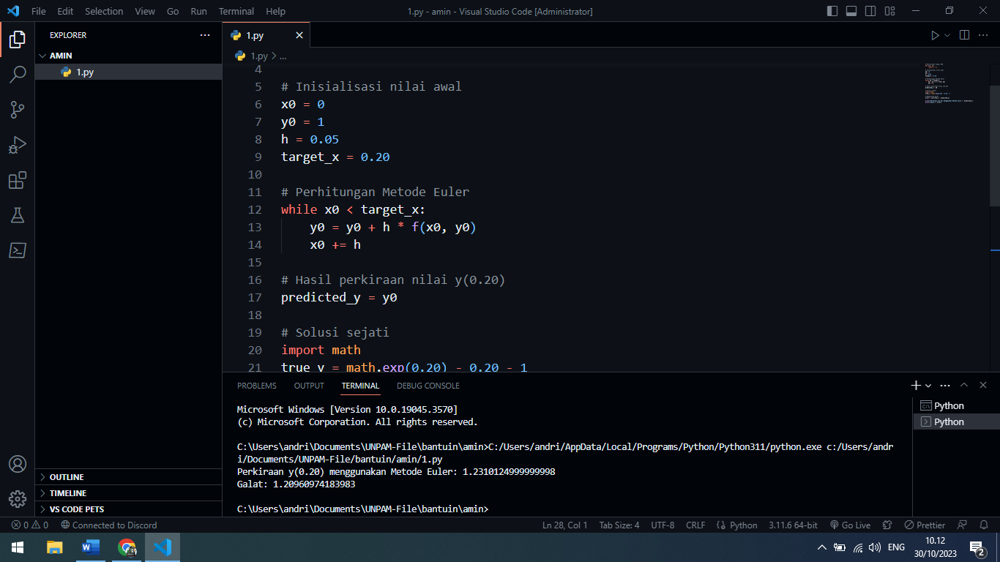 File Edit Selection View Go Run Terminal Help
1.py - amin - Visual Studio Code [Administrator]
EXPLORER
AMIN
1.py
OUTLINE
TIMELINE
VS CODE PETS
1.py
1.py > ...
4
5 # Inisialisasi nilai awal
6 x0 = 0
7 y0 = 1
8 h = 0.05
9 target_x = 0.20
10
11 # Perhitungan Metode Euler
12 while x0 < target_x:
13 y0 = y0 + h * f(x0, y0)
14 x0 += h
15
16 # Hasil perkiraan nilai y(0.20)
17 predicted_y = y0
18
19 # Solusi sejati
20 import math
21 true_y = math.exp(0.20) - 0.20 - 1
PROBLEMS OUTPUT TERMINAL DEBUG CONSOLE
Microsoft Windows [Version 10.0.19045.3570]
(c) Microsoft Corporation. All rights reserved.
C:\Users\andri\Documents\UNPAM-File\bantuin\amin>C:/Users/andri/AppData/Local/Programs/Python/Python311/python.exe c:/Users/andr
i/Documents/UNPAM-File/bantuin/amin/1.py
Perkiraan y(0.20) menggunakan Metode Euler: 1.2310124999999998
Galat: 1.20960974183983
C:\Users\andri\Documents\UNPAM-File\bantuin\amin>
Python
Python
0 0 Connected to Discord
Ln 28, Col 1 Tab Size: 4 UTF-8 CRLF Python 3.11.6 64-bit Go Live Prettier
ENG
10.12
30/10/2023
2